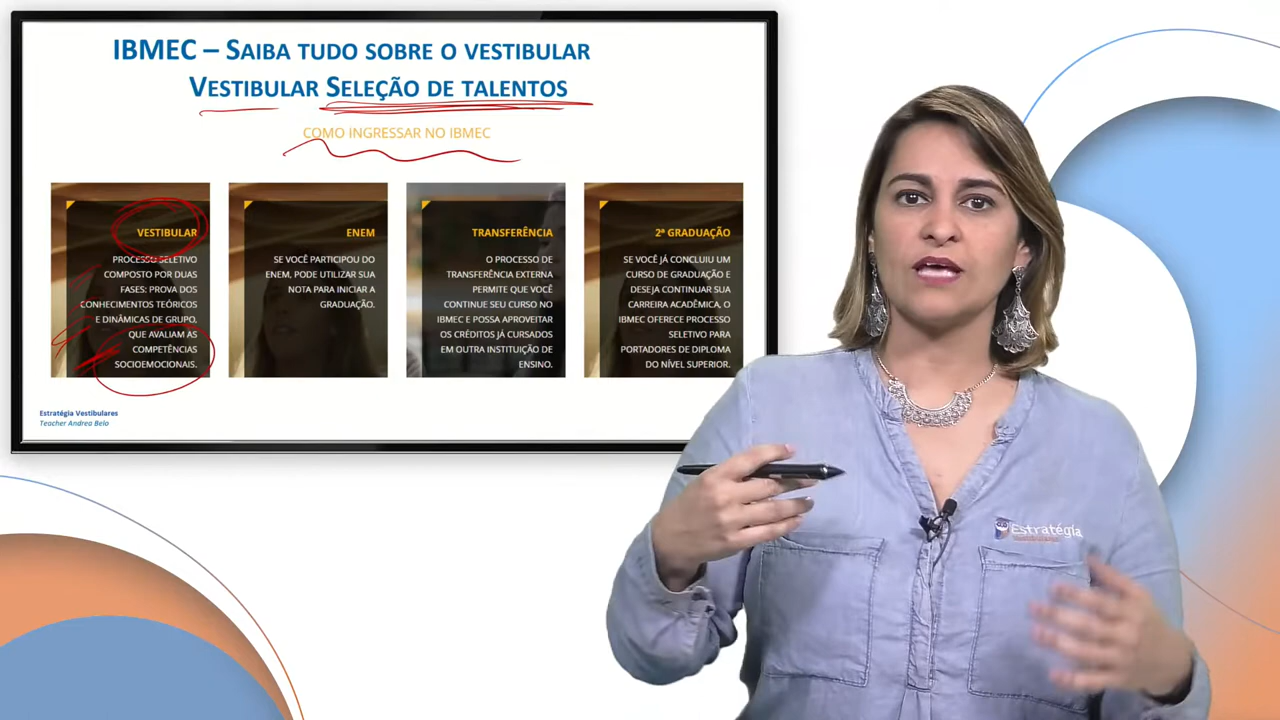 IBMEC – SAIBA TUDO SOBRE O VESTIBULAR
VESTIBULAR SELEÇÃO DE TALENTOS
COMO INGRESSAR NO IBMEC
VESTIBULAR
PROCESSO SELETIVO
COMPOSTO POR DUAS
FASES: PROVA DOS
CONHECIMENTOS TEÓRICOS
E DINÂMICAS DE GRUPO,
QUE AVALIAM AS
COMPETÊNCIAS
SOCIOEMOCIONAIS.
ENEM
SE VOCÊ PARTICIPOU DO
ENEM, PODE UTILIZAR SUA
NOTA PARA INICIAR A
GRADUAÇÃO.
TRANSFERÊNCIA
O PROCESSO DE
TRANSFERÊNCIA EXTERNA
PERMITE QUE VOCÊ
CONTINUE SEU CURSO NO
IBMEC E POSSA APROVEITAR
OS CRÉDITOS JÁ CURSADOS
EM OUTRA INSTITUIÇÃO DE
ENSINO.
2ª GRADUAÇÃO
SE VOCÊ JÁ CONCLUIU UM
CURSO DE GRADUAÇÃO E
DESEJA CONTINUAR SUA
CARREIRA ACADÊMICA, O
IBMEC OFERECE PROCESSO
SELETIVO PARA
PORTADORES DE DIPLOMA
DO NÍVEL SUPERIOR.
Estratégia Vestibulares
Teacher Andrea Belo
Estratégia